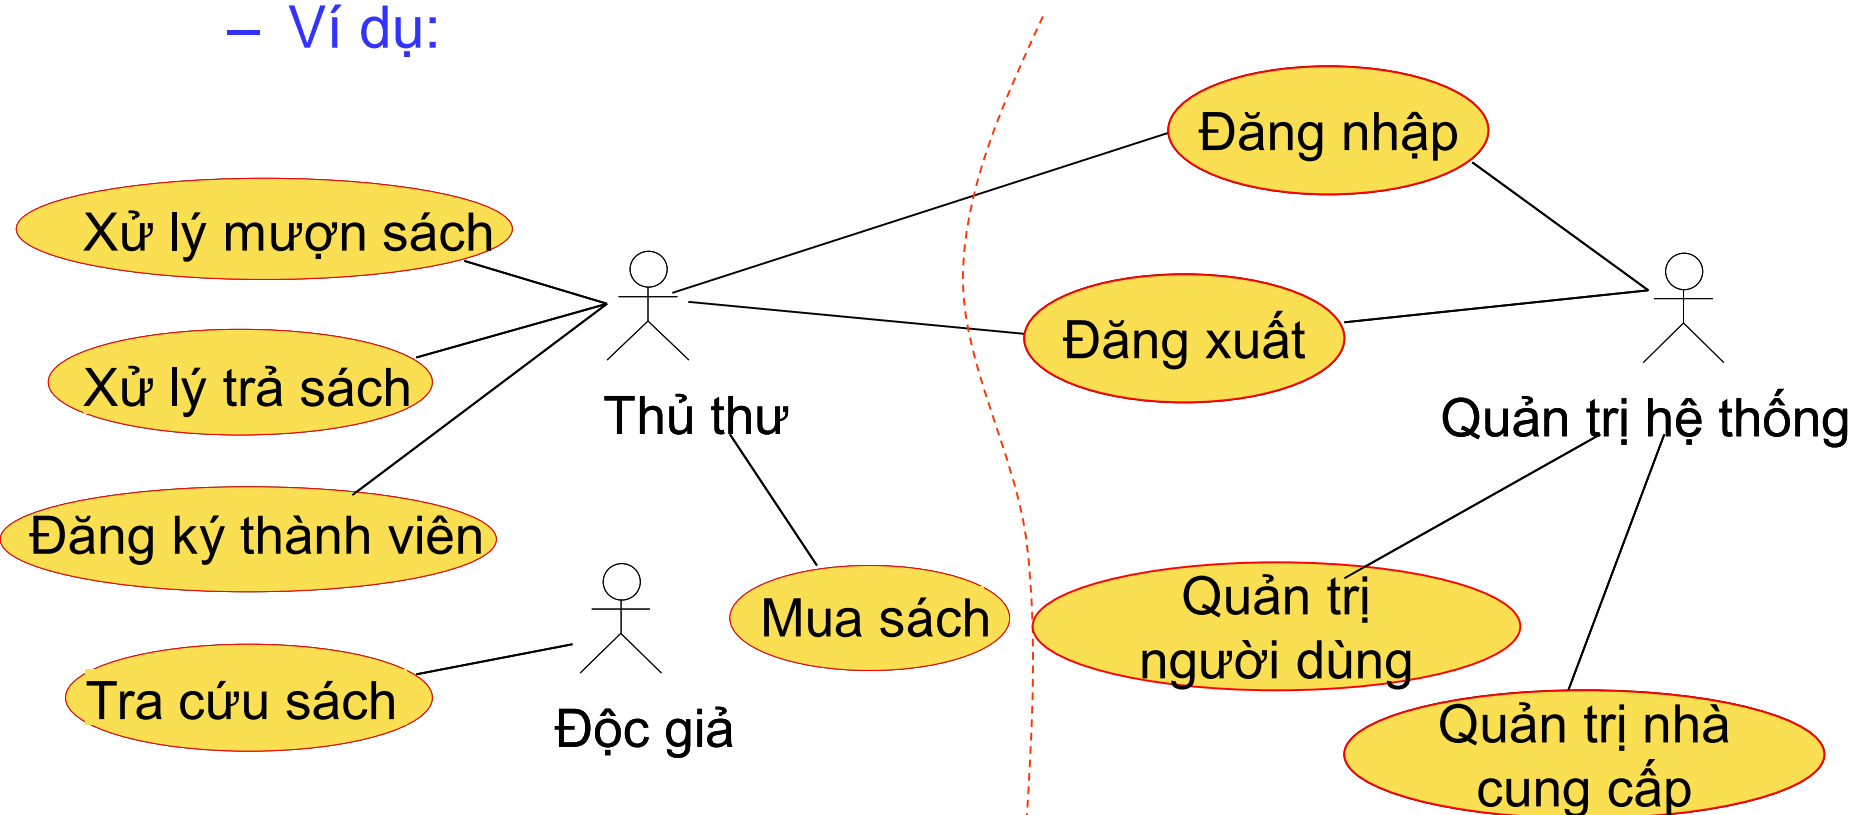 – Ví dụ:
Đăng nhập
Xử lý mượn sách
Đăng xuất
Xử lý trả sách
Thủ thư
Quản trị hệ thống
Đăng ký thành viên
Mua sách
Quản trị
người dùng
Tra cứu sách
Độc giả
Quản trị nhà
cung cấp